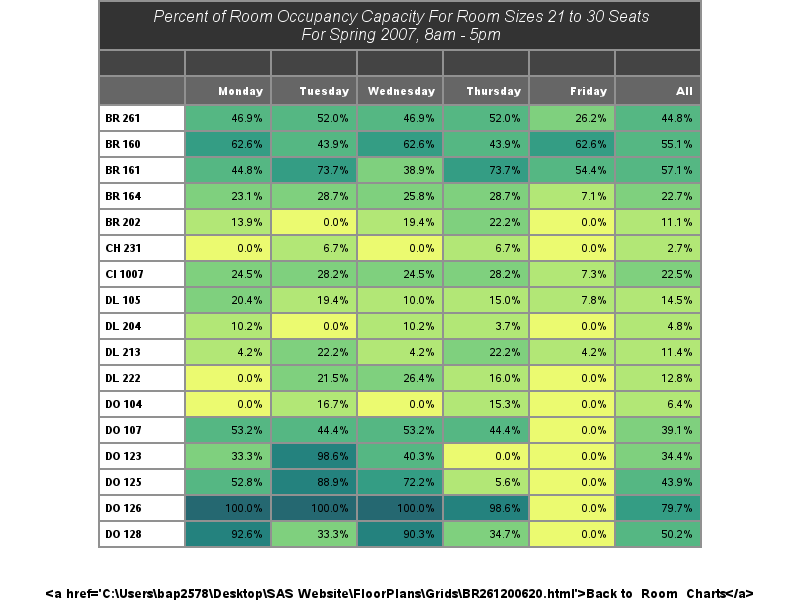 Percent of Room Occupancy Capacity For Room Sizes 21 to 30 Seats
For Spring 2007, 8am - 5pm
Monday Tuesday Wednesday Thursday Friday All
BR 261 46.9% 52.0% 46.9% 52.0% 26.2% 44.8%
BR 160 62.6% 43.9% 62.6% 43.9% 62.6% 55.1%
BR 161 44.8% 73.7% 38.9% 73.7% 54.4% 57.1%
BR 164 23.1% 28.7% 25.8% 28.7% 7.1% 22.7%
BR 202 13.9% 0.0% 19.4% 22.2% 0.0% 11.1%
CH 231 0.0% 6.7% 0.0% 6.7% 0.0% 2.7%
CI 1007 24.5% 28.2% 24.5% 28.2% 7.3% 22.5%
DL 105 20.4% 19.4% 10.0% 15.0% 7.8% 14.5%
DL 204 10.2% 0.0% 10.2% 3.7% 0.0% 4.8%
DL 213 4.2% 22.2% 4.2% 22.2% 4.2% 11.4%
DL 222 0.0% 21.5% 26.4% 16.0% 0.0% 12.8%
DO 104 0.0% 16.7% 0.0% 15.3% 0.0% 6.4%
DO 107 53.2% 44.4% 53.2% 44.4% 0.0% 39.1%
DO 123 33.3% 98.6% 40.3% 0.0% 0.0% 34.4%
DO 125 52.8% 88.9% 72.2% 5.6% 0.0% 43.9%
DO 126 100.0% 100.0% 100.0% 98.6% 0.0% 79.7%
DO 128 92.6% 33.3% 90.3% 34.7% 0.0% 50.2%
<a href='C:\Users\bap2578\Desktop\SAS Website\FloorPlans\Grids\BR261200620.html'>Back to Room Charts</a>